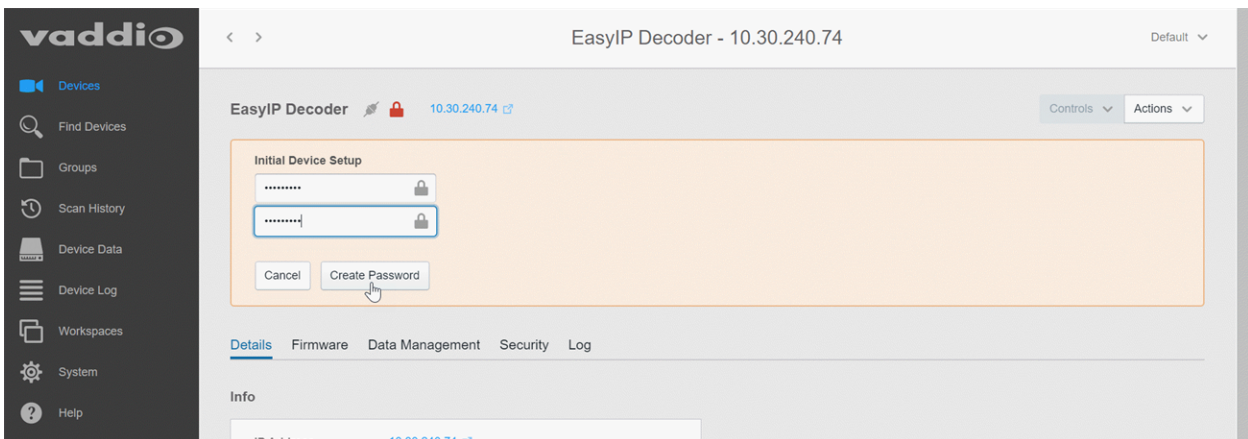 vaddio
< >
EasyIP Decoder - 10.30.240.74
Default
Devices
Find Devices
Groups
Scan History
Device Data
Device Log
Workspaces
System
Help
EasyIP Decoder 10.30.240.74
Controls Actions
Initial Device Setup
•••••••••
•••••••••
Cancel Create Password
Details Firmware Data Management Security Log
Info